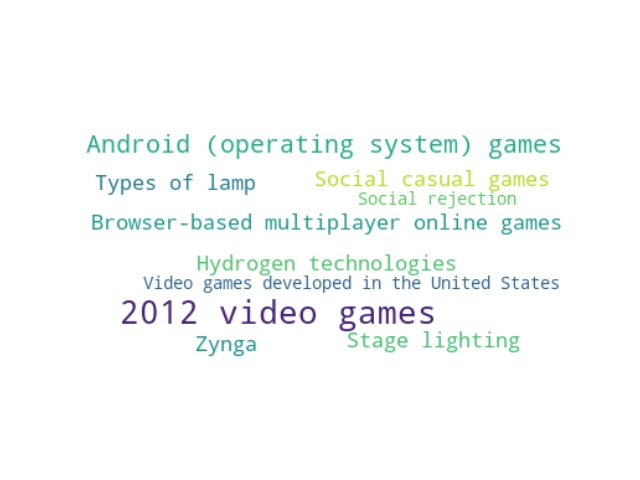 Android (operating system) games
Types of lamp
Social casual games
Social rejection
Browser-based multiplayer online games
Hydrogen technologies
Video games developed in the United States
2012 video games
Zynga
Stage lighting